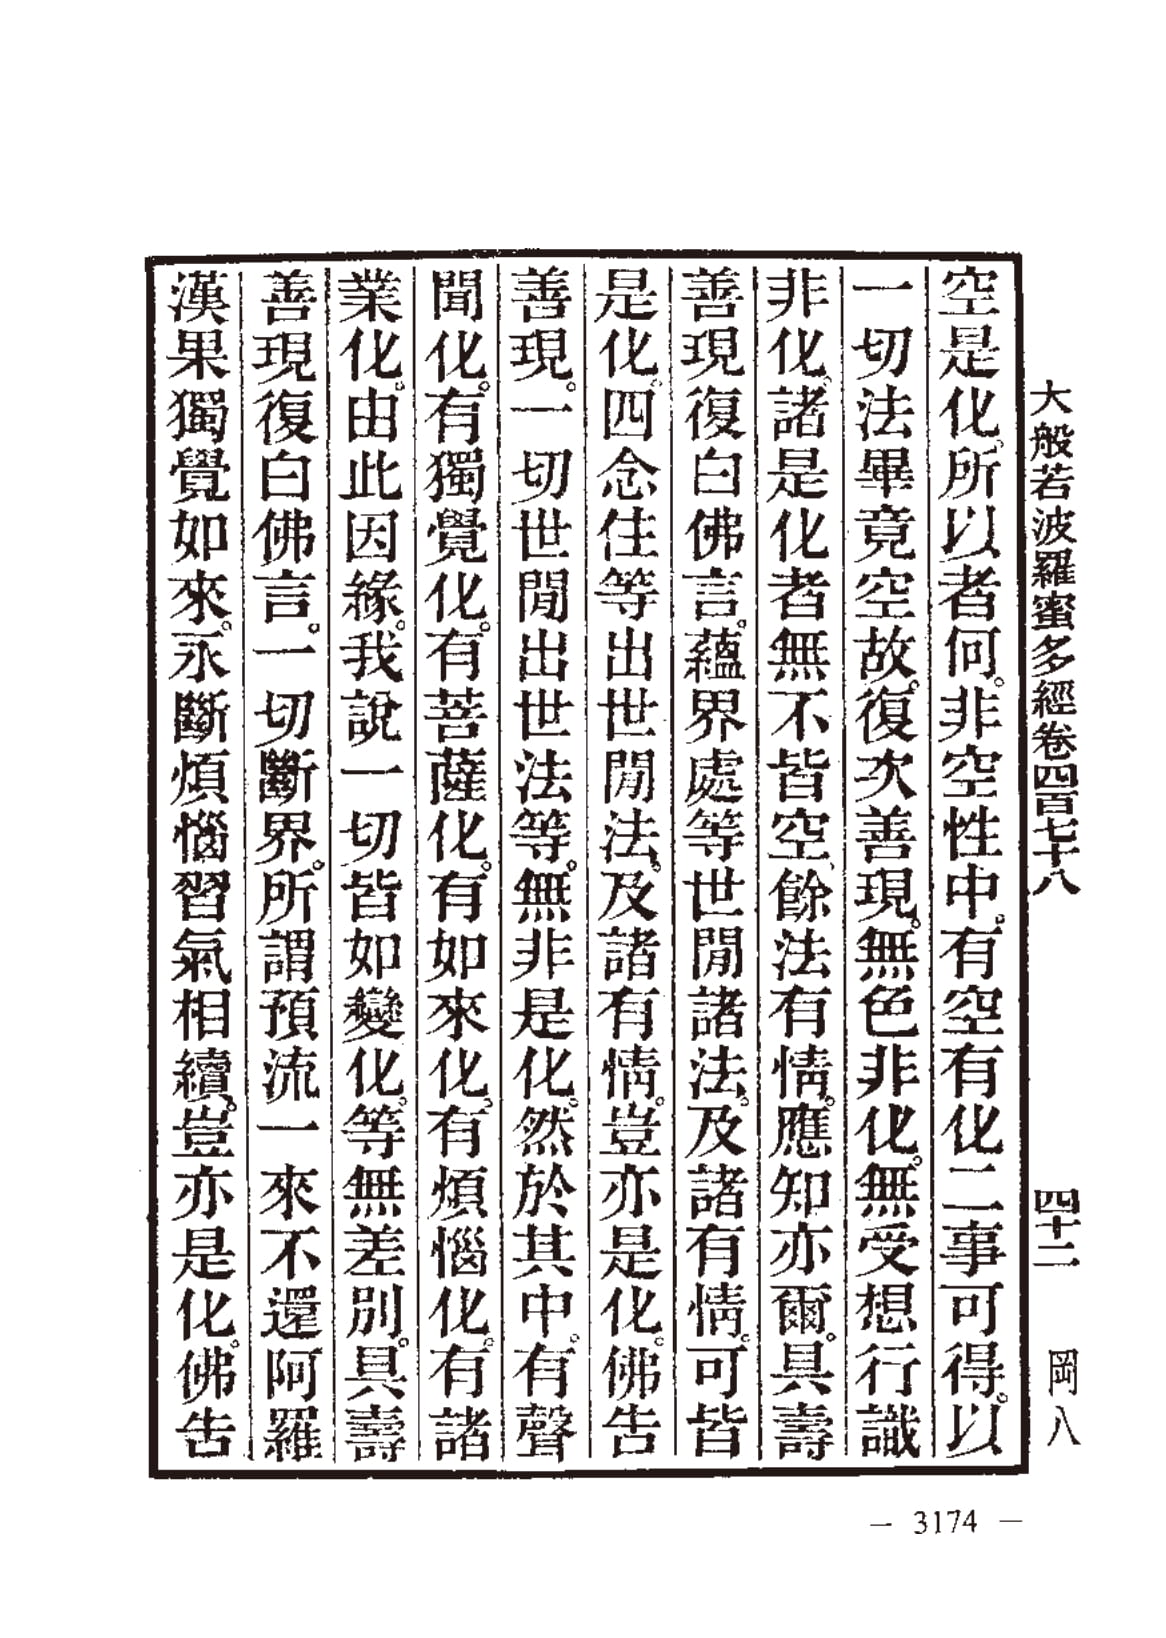 大般若波羅蜜多經卷四百七十八　四十二　岡八
空是化。所以者何。非空性中。有空有化二事可得。以
一切法畢竟空故。復次善現。無色非化。無受想行識
非化。諸是化者無不皆空、餘法有情。應知亦爾。具壽
善現復白佛言。蘊界處等世閒諸法。及諸有情。可皆
是化。四念住等出世閒法。及諸有情。豈亦是化。佛告
善現。一切世閒出世法等。無非是化。然於其中。有聲
聞化。有獨覺化。有菩薩化。有如來化。有煩惱化。有諸
業化。由此因緣。我說一切皆如變化。等無差別。具壽
善現復白佛言。一切斷界。所謂預流一來不還阿羅
漢果獨覺如來。永斷煩惱習氣相續。豈亦是化。佛告
— 3174 —